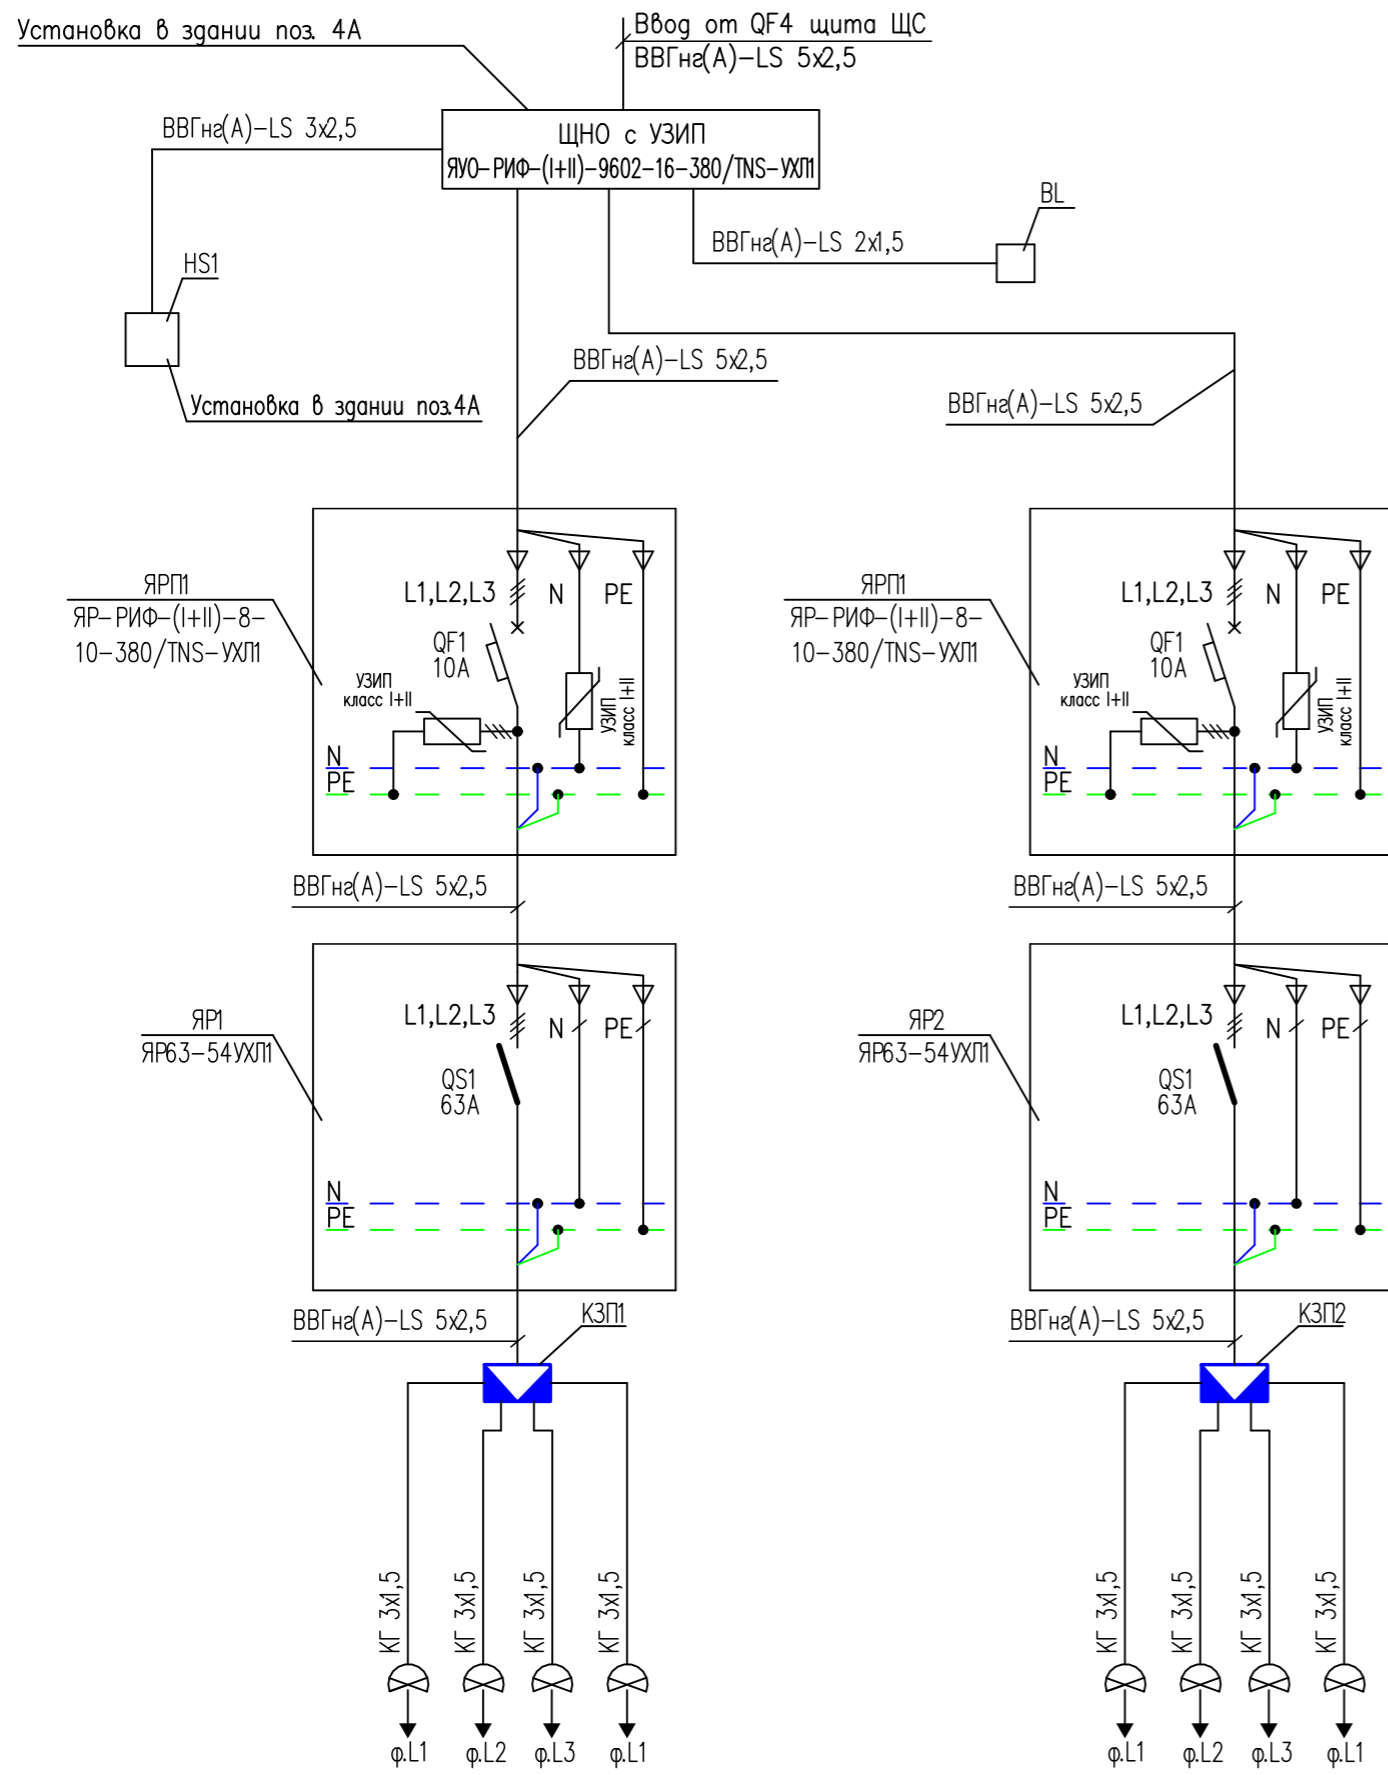 Установка в здании поз. 4А
Ввод от QF4 щита ЩС
ВВГнг(А)-LS 5х2,5
ВВГнг(А)-LS 3х2,5
ЩНО с УЗИП
ЯУО-РИФ-(I+II)-9602-16-380/TNS-УХЛ1
BL
ВВГнг(А)-LS 2х1,5
HS1
Установка в здании поз.4А
ВВГнг(А)-LS 5х2,5
ВВГнг(А)-LS 5х2,5
ЯРП1
ЯР-РИФ-(I+II)-8-
10-380/TNS-УХЛ1
L1,L2,L3
N
PE
QF1
10А
УЗИП
класс I+II
УЗИП
класс I+II
N
PE
ЯРП1
ЯР-РИФ-(I+II)-8-
10-380/TNS-УХЛ1
L1,L2,L3
N
PE
QF1
10А
УЗИП
класс I+II
УЗИП
класс I+II
N
PE
ВВГнг(А)-LS 5х2,5
ВВГнг(А)-LS 5х2,5
ЯР1
ЯР63-54УХЛ1
L1,L2,L3
N
PE
QS1
63А
N
PE
ЯР2
ЯР63-54УХЛ1
L1,L2,L3
N
PE
QS1
63А
N
PE
ВВГнг(А)-LS 5х2,5
КЗП1
ВВГнг(А)-LS 5х2,5
КЗП2
КГ 3х1,5
КГ 3х1,5
КГ 3х1,5
КГ 3х1,5
КГ 3х1,5
КГ 3х1,5
КГ 3х1,5
КГ 3х1,5
ф.L1
ф.L2
ф.L3
ф.L1
ф.L1
ф.L2
ф.L3
ф.L1